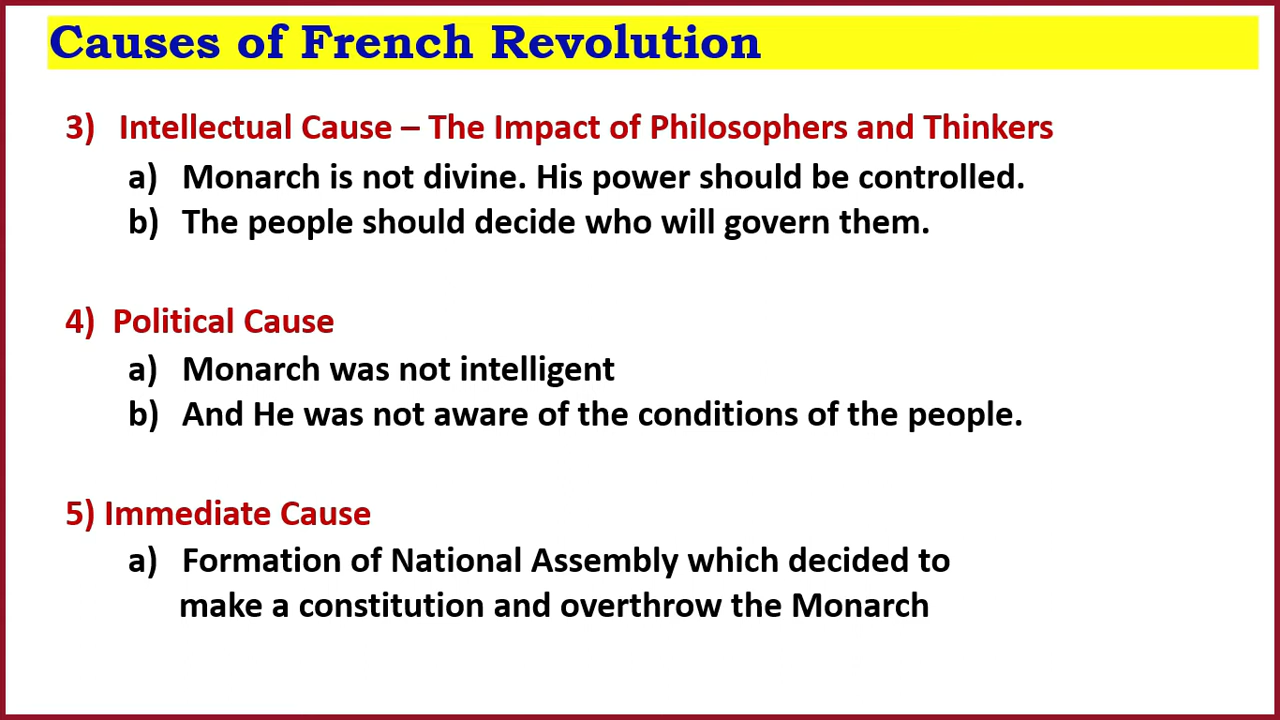 Causes of French Revolution
3) Intellectual Cause – The Impact of Philosophers and Thinkers
a) Monarch is not divine. His power should be controlled.
b) The people should decide who will govern them.
4) Political Cause
a) Monarch was not intelligent
b) And He was not aware of the conditions of the people.
5) Immediate Cause
a) Formation of National Assembly which decided to
make a constitution and overthrow the Monarch